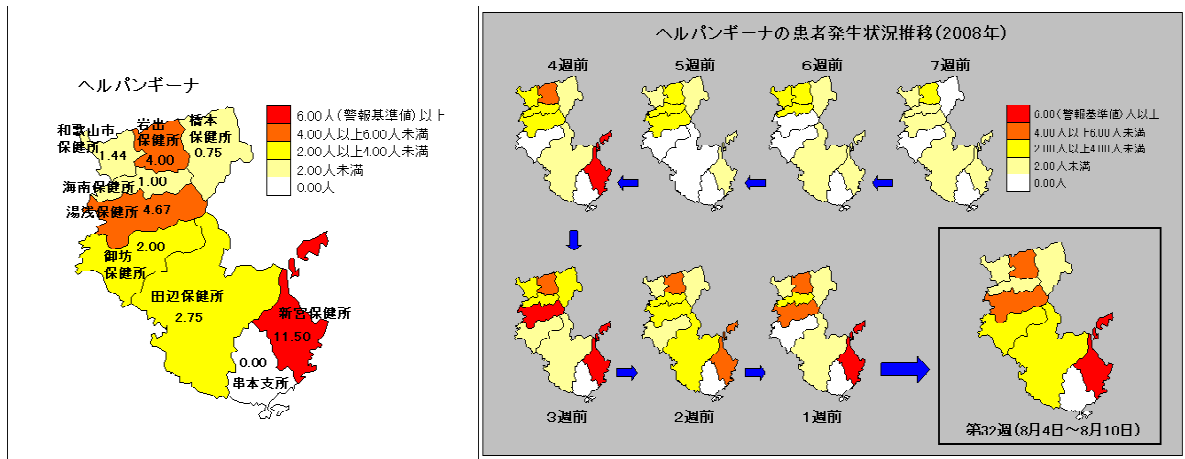 ヘルパンギーナ
6.00人(警報基準値)以上
4.00人以上6.00人未満
2.00人以上4.00人未満
2.00人未満
0.00人
和歌山市
保健所
1.44
岩出
保健所
4.00
橋本
保健所
0.75
海南保健所
1.00
湯浅保健所
4.67
御坊
保健所
2.00
田辺保健所
2.75
新宮保健所
11.50
0.00
串本支所
ヘルパンギーナの患者発生状況推移(2008年)
4週前
5週前
6週前
7週前
6.00(警報基準値)人以上
4.00人以上6.00人未満
2.00人以上4.00人未満
2.00人未満
0.00人
3週前
2週前
1週前
第32週(8月4日~8月10日)